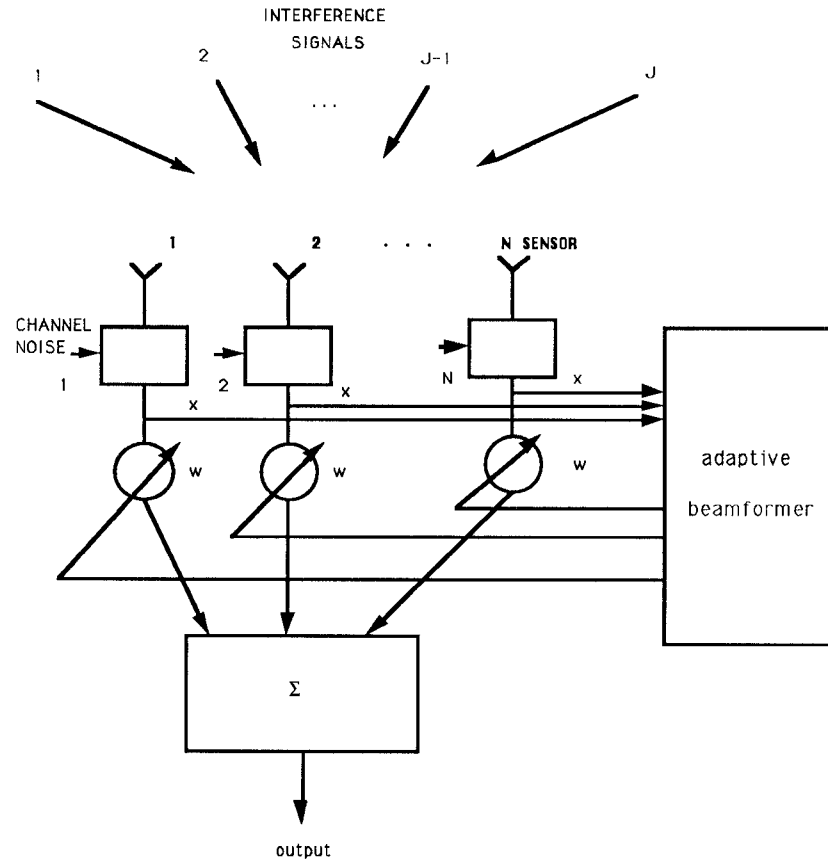 INTERFERENCE
SIGNALS
1
2
...
J-1
J
1
2
. . .
N SENSOR
CHANNEL
NOISE
1
2
N
x
x
x
w
w
w
adaptive
beamformer
Σ
output